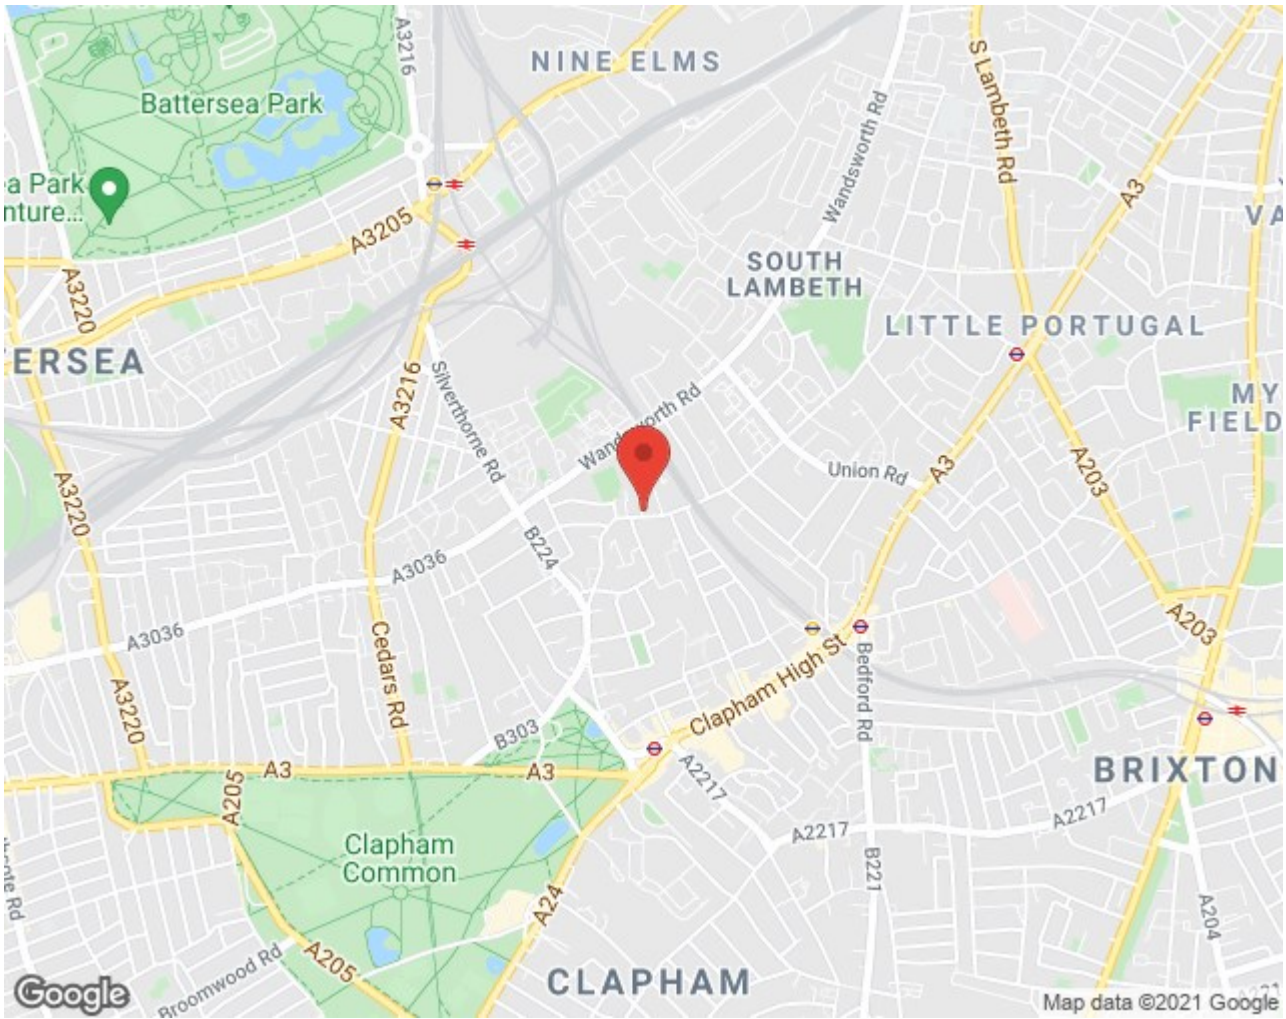 A3216
NINE ELMS
S Lambeth Rd
Battersea Park
Wandsworth Rd
ea Park
nture...
A3
VA
A3205
SOUTH
LAMBETH
A3220
LITTLE PORTUGAL
ERSEA
A3216
Silverthorne Rd
Wandsworth Rd
MY
FIELD
Union Rd
A3
A203
A3220
B224
A3036
A3036
A203
Cedars Rd
Clapham High St
Bedford Rd
A3220
B303
A3
A3
A205
A2217
BRIXTON
A2217
A2217
Clapham
Common
B221
A24
A204
A205
Broomwood Rd
CLAPHAM
Google
Map data ©2021 Google